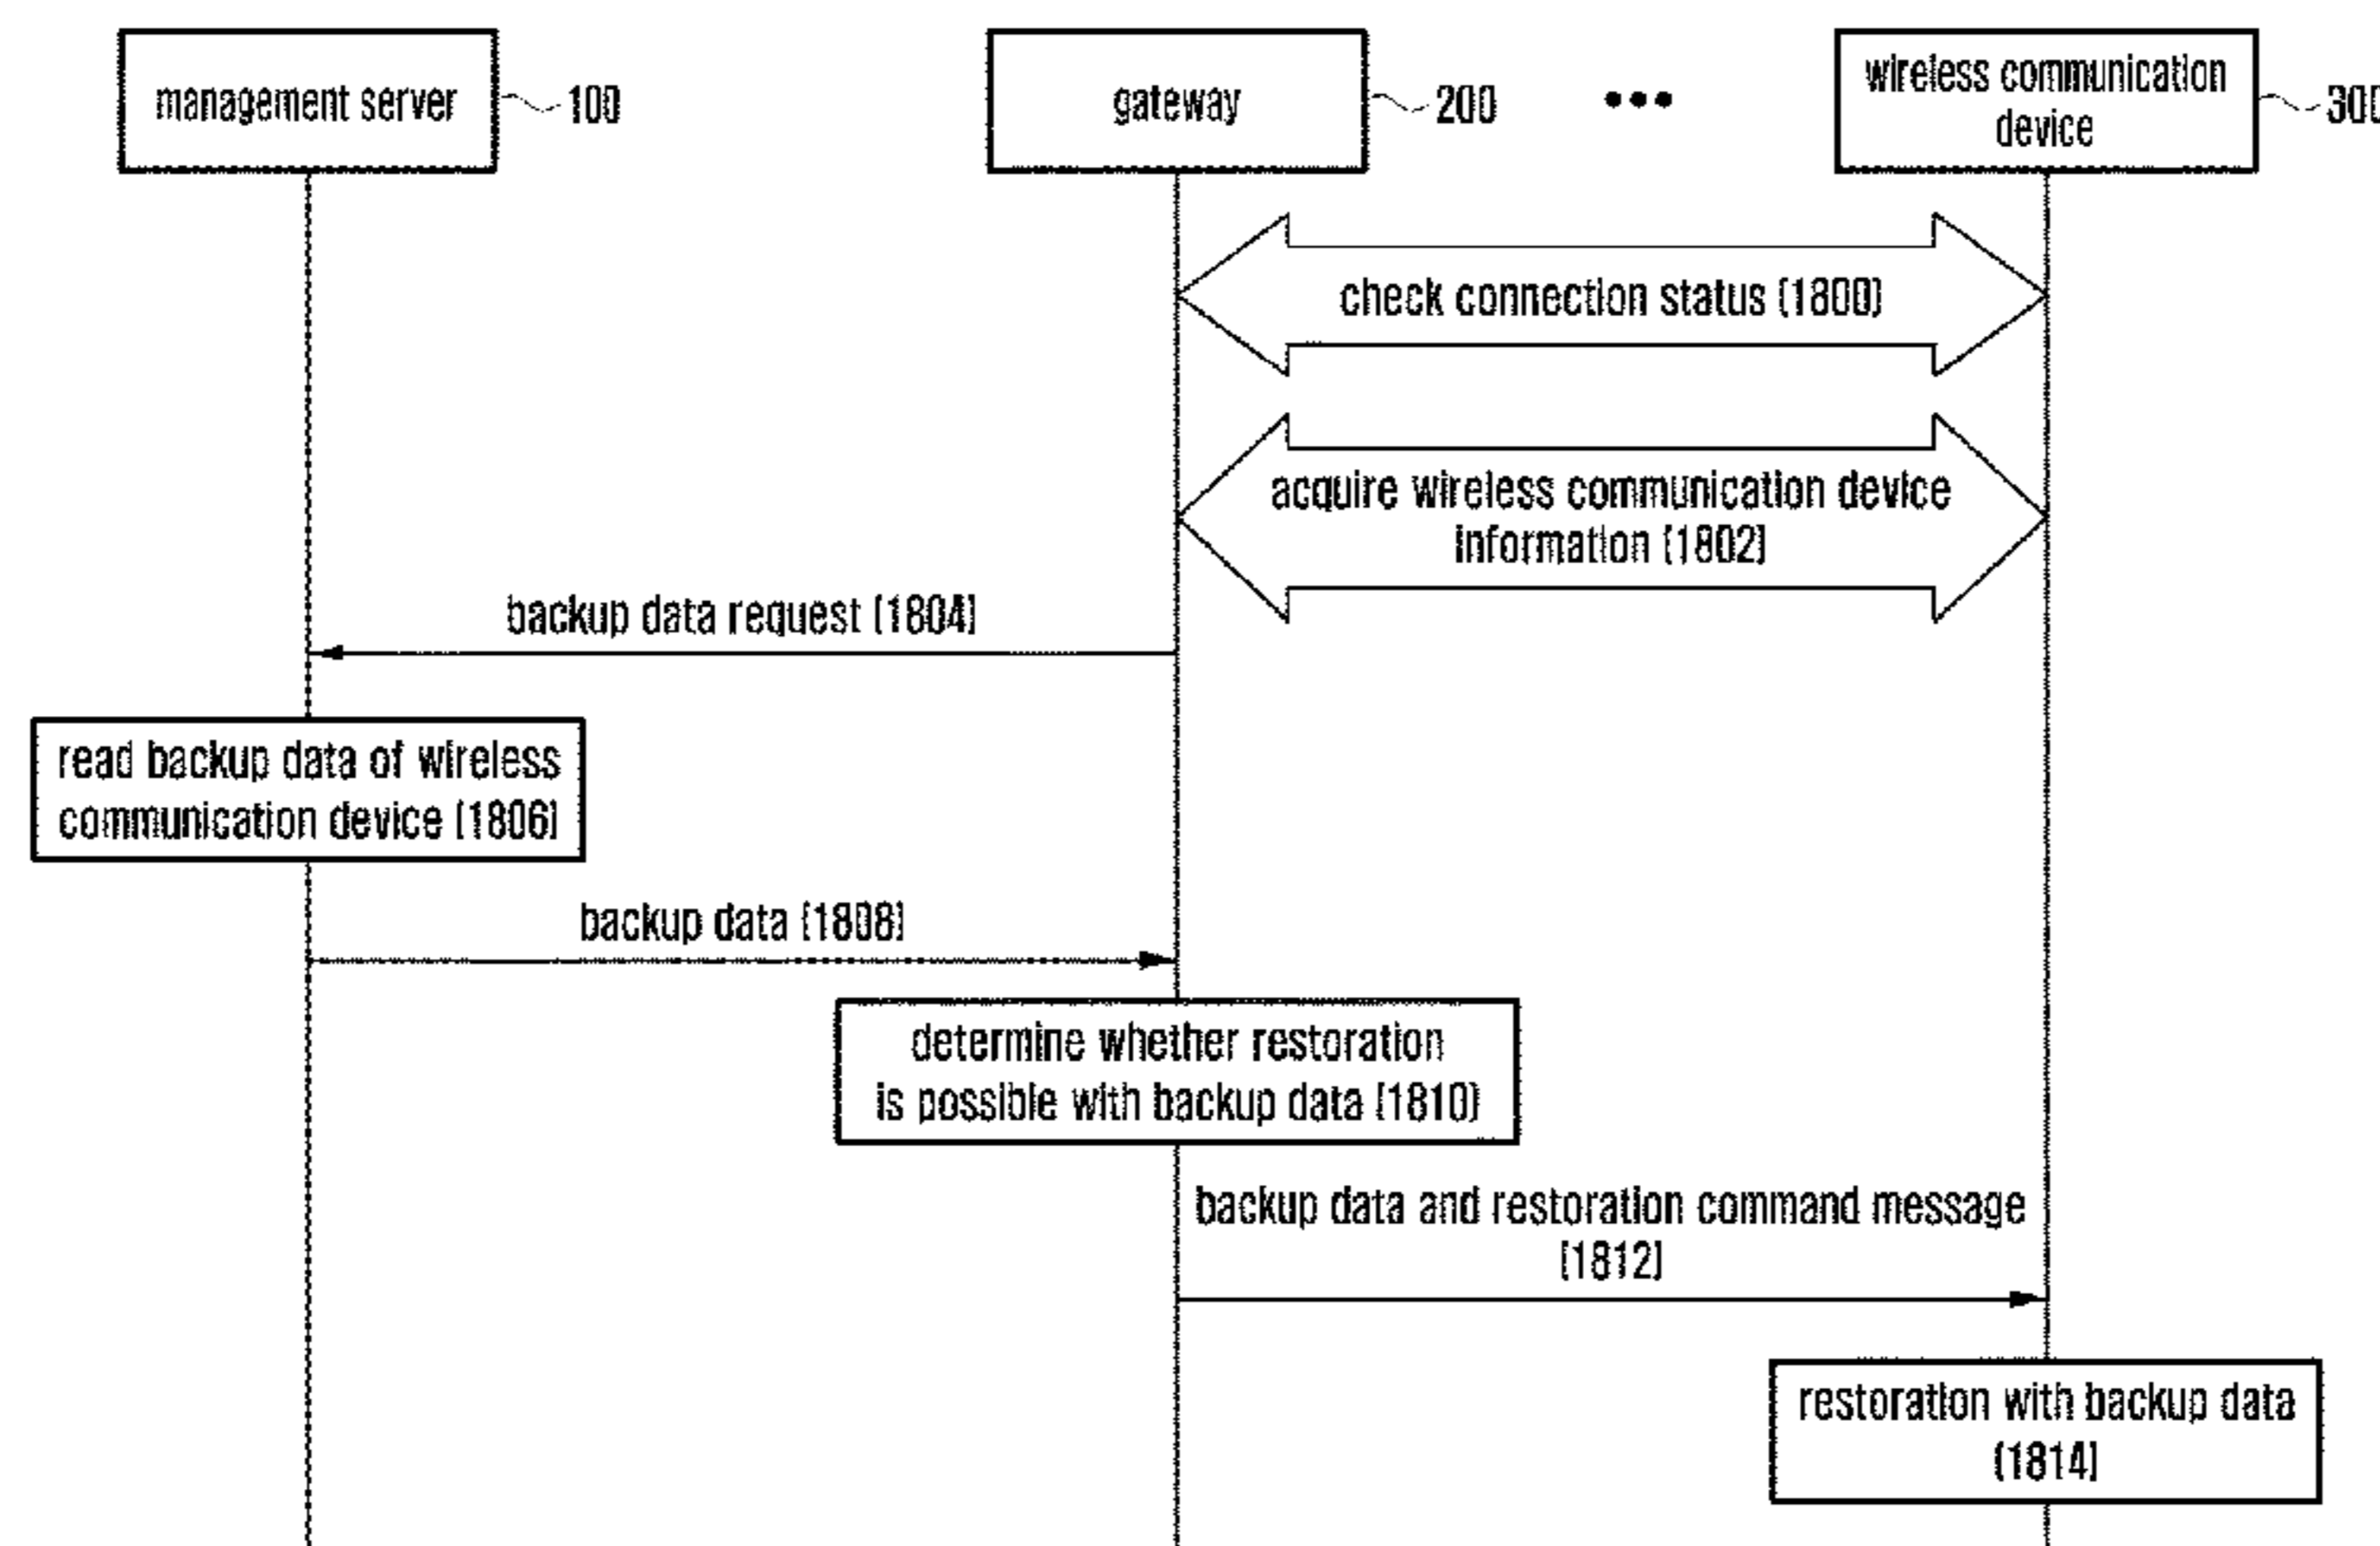 management server
100
gateway
200
•••
wireless communication
device
300
check connection status (1800)
acquire wireless communication device
information (1802)
backup data request (1804)
read backup data of wireless
communication device (1806)
backup data (1808)
determine whether restoration
is possible with backup data (1810)
backup data and restoration command message
(1812)
restoration with backup data
(1814)